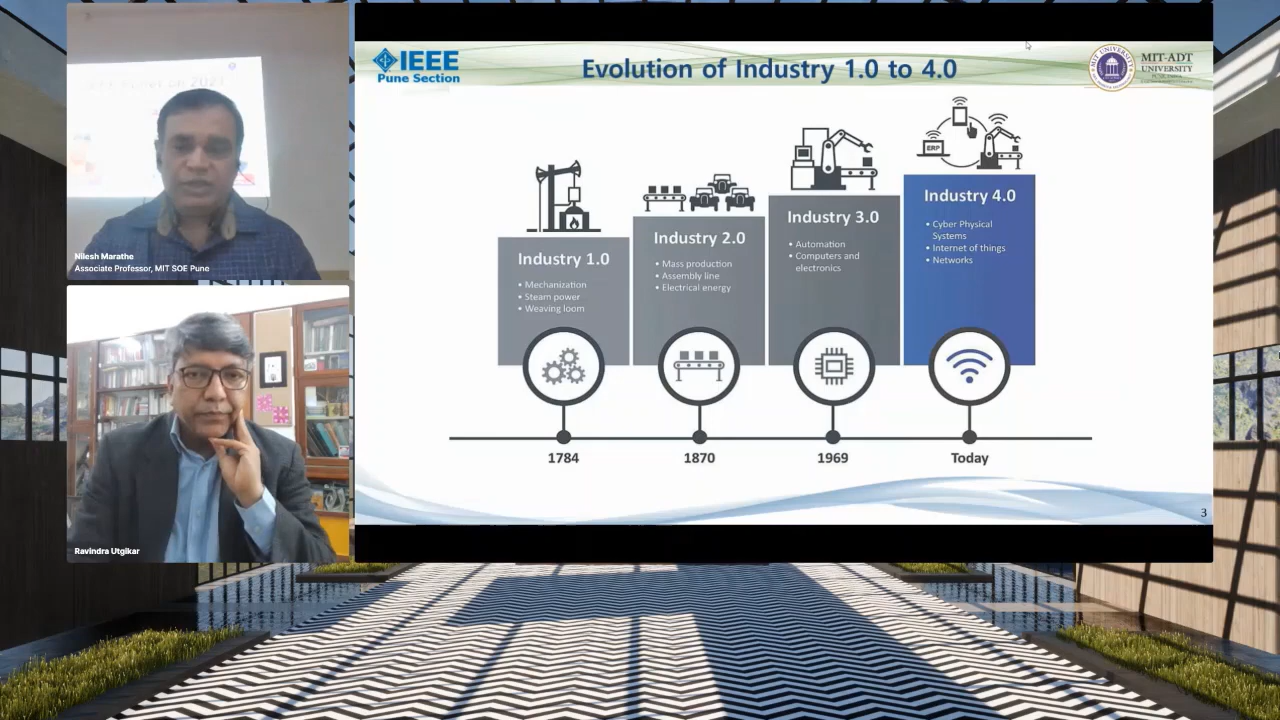 Nilesh Marathe
Associate Professor, MIT SOE Pune
Ravindra Utgikar
IEEE
Pune Section
Evolution of Industry 1.0 to 4.0
MIT-ADT
UNIVERSITY
ERP
Industry 1.0
• Mechanization
• Steam power
• Weaving loom
Industry 2.0
• Mass production
• Assembly line
• Electrical energy
Industry 3.0
• Automation
• Computers and
electronics
Industry 4.0
• Cyber Physical
Systems
• Internet of things
• Networks
1784
1870
1969
Today
3